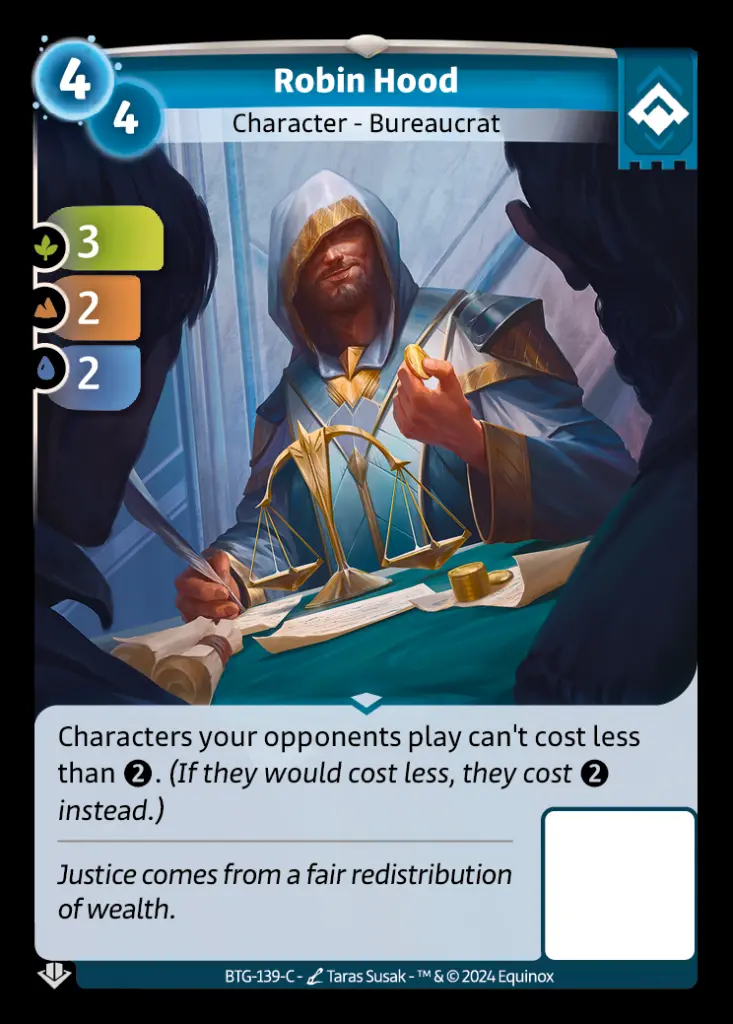 4
Robin Hood
4
Character - Bureaucrat
3
2
2
Characters your opponents play can't cost less
than 2. (If they would cost less, they cost 2
instead.)
Justice comes from a fair redistribution
of wealth.
BTG-139-C - Taras Susak - ™ & © 2024 Equinox